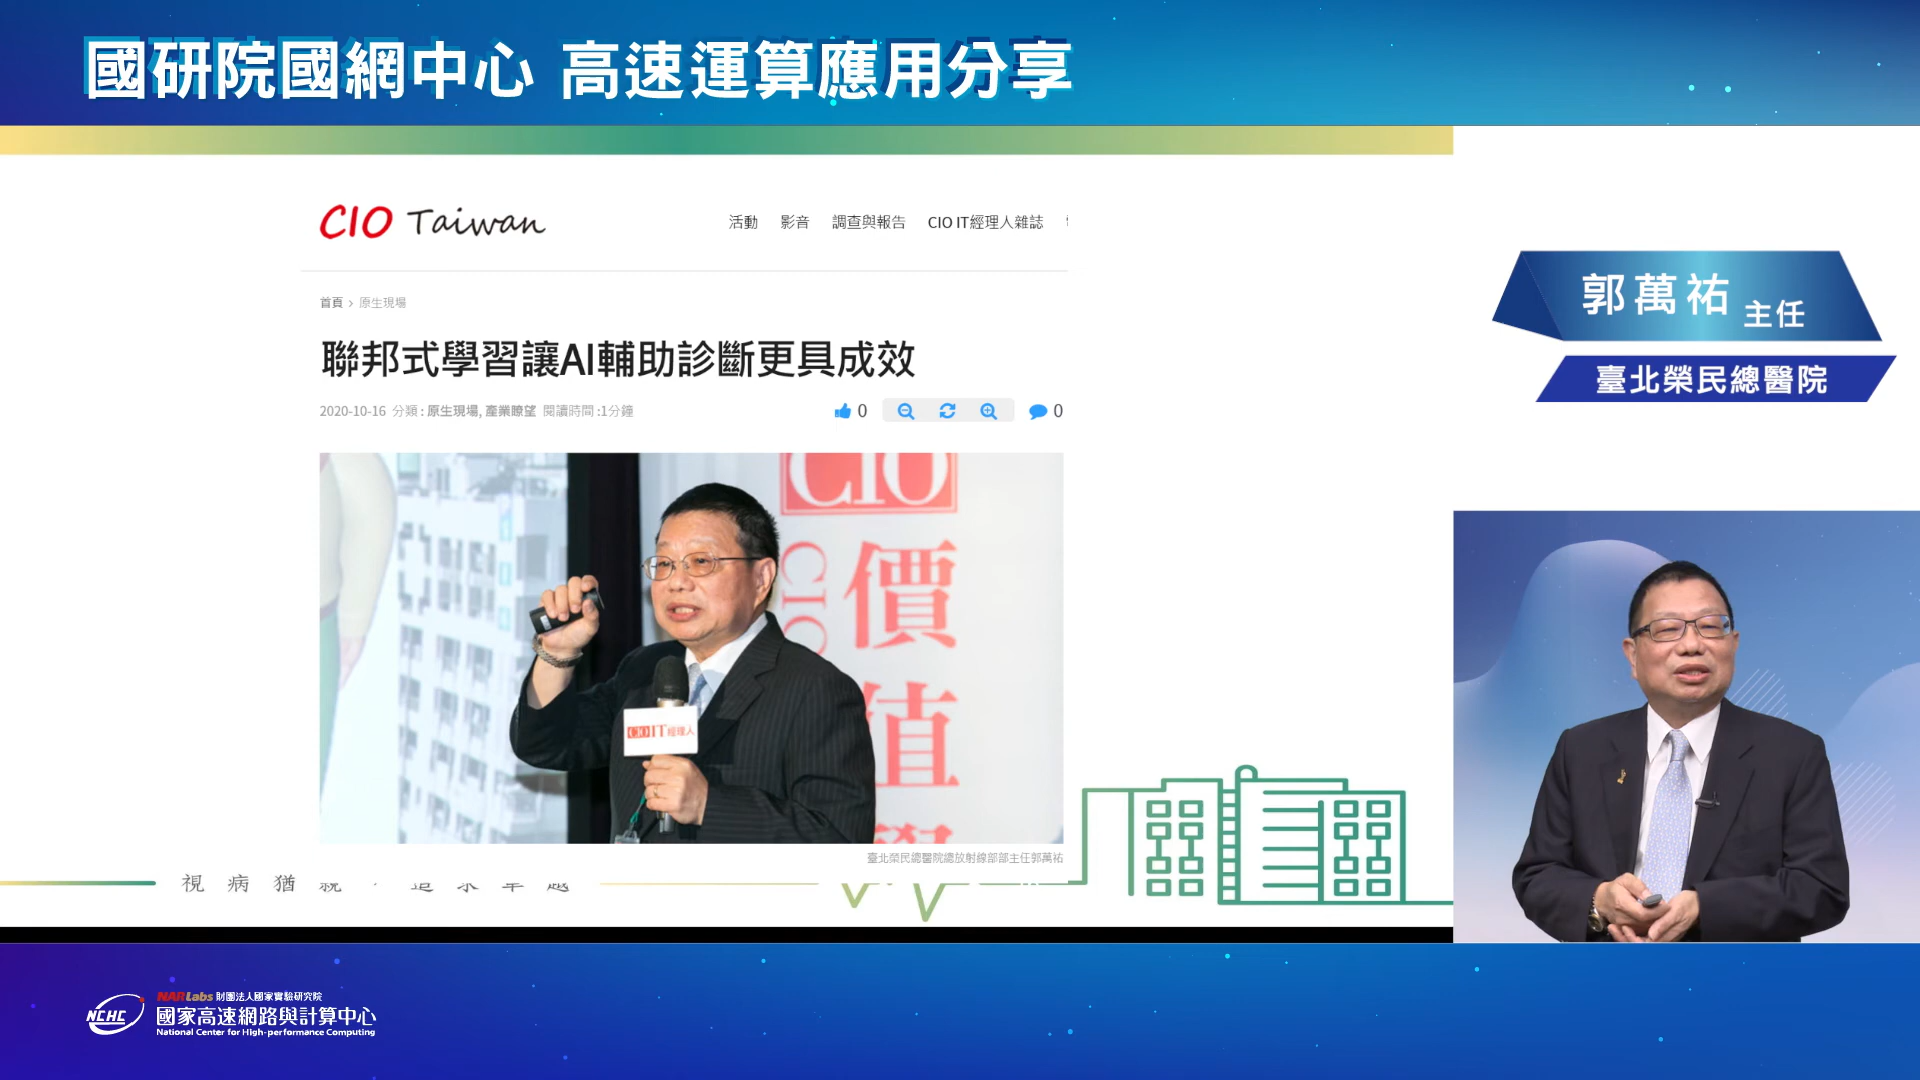 國研院國網中心 高速運算應用分享
CIO Taiwan
活動 影音 調查與報告 CIO IT經理人雜誌
首頁 > 原生現場
聯邦式學習讓AI輔助診斷更具成效
2020-10-16 分類 : 原生現場, 產業瞭望 閱讀時間 :1分鐘
0
0
CIO
CIO
價值學
CIO IT經理人
臺北榮民總醫院總放射線部部主任郭萬祐
視病猶親
郭萬祐 主任
臺北榮民總醫院
NCHC
NARLabs 財團法人國家實驗研究院
國家高速網路與計算中心
National Center for High-performance Computing